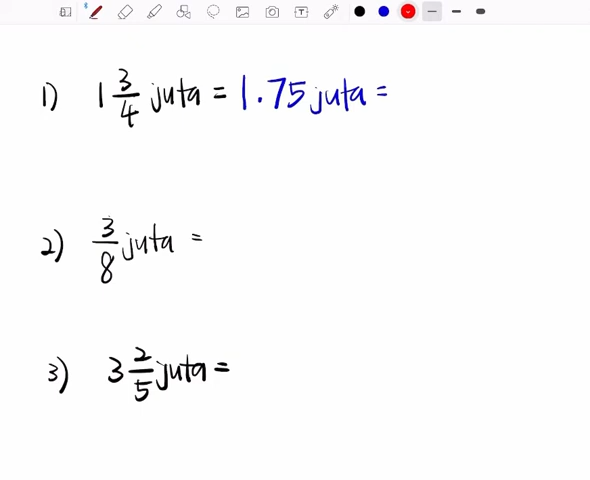 1) 1 3/4 juta = 1.75 juta =
2) 3/8 juta =
3) 3 2/5 juta =